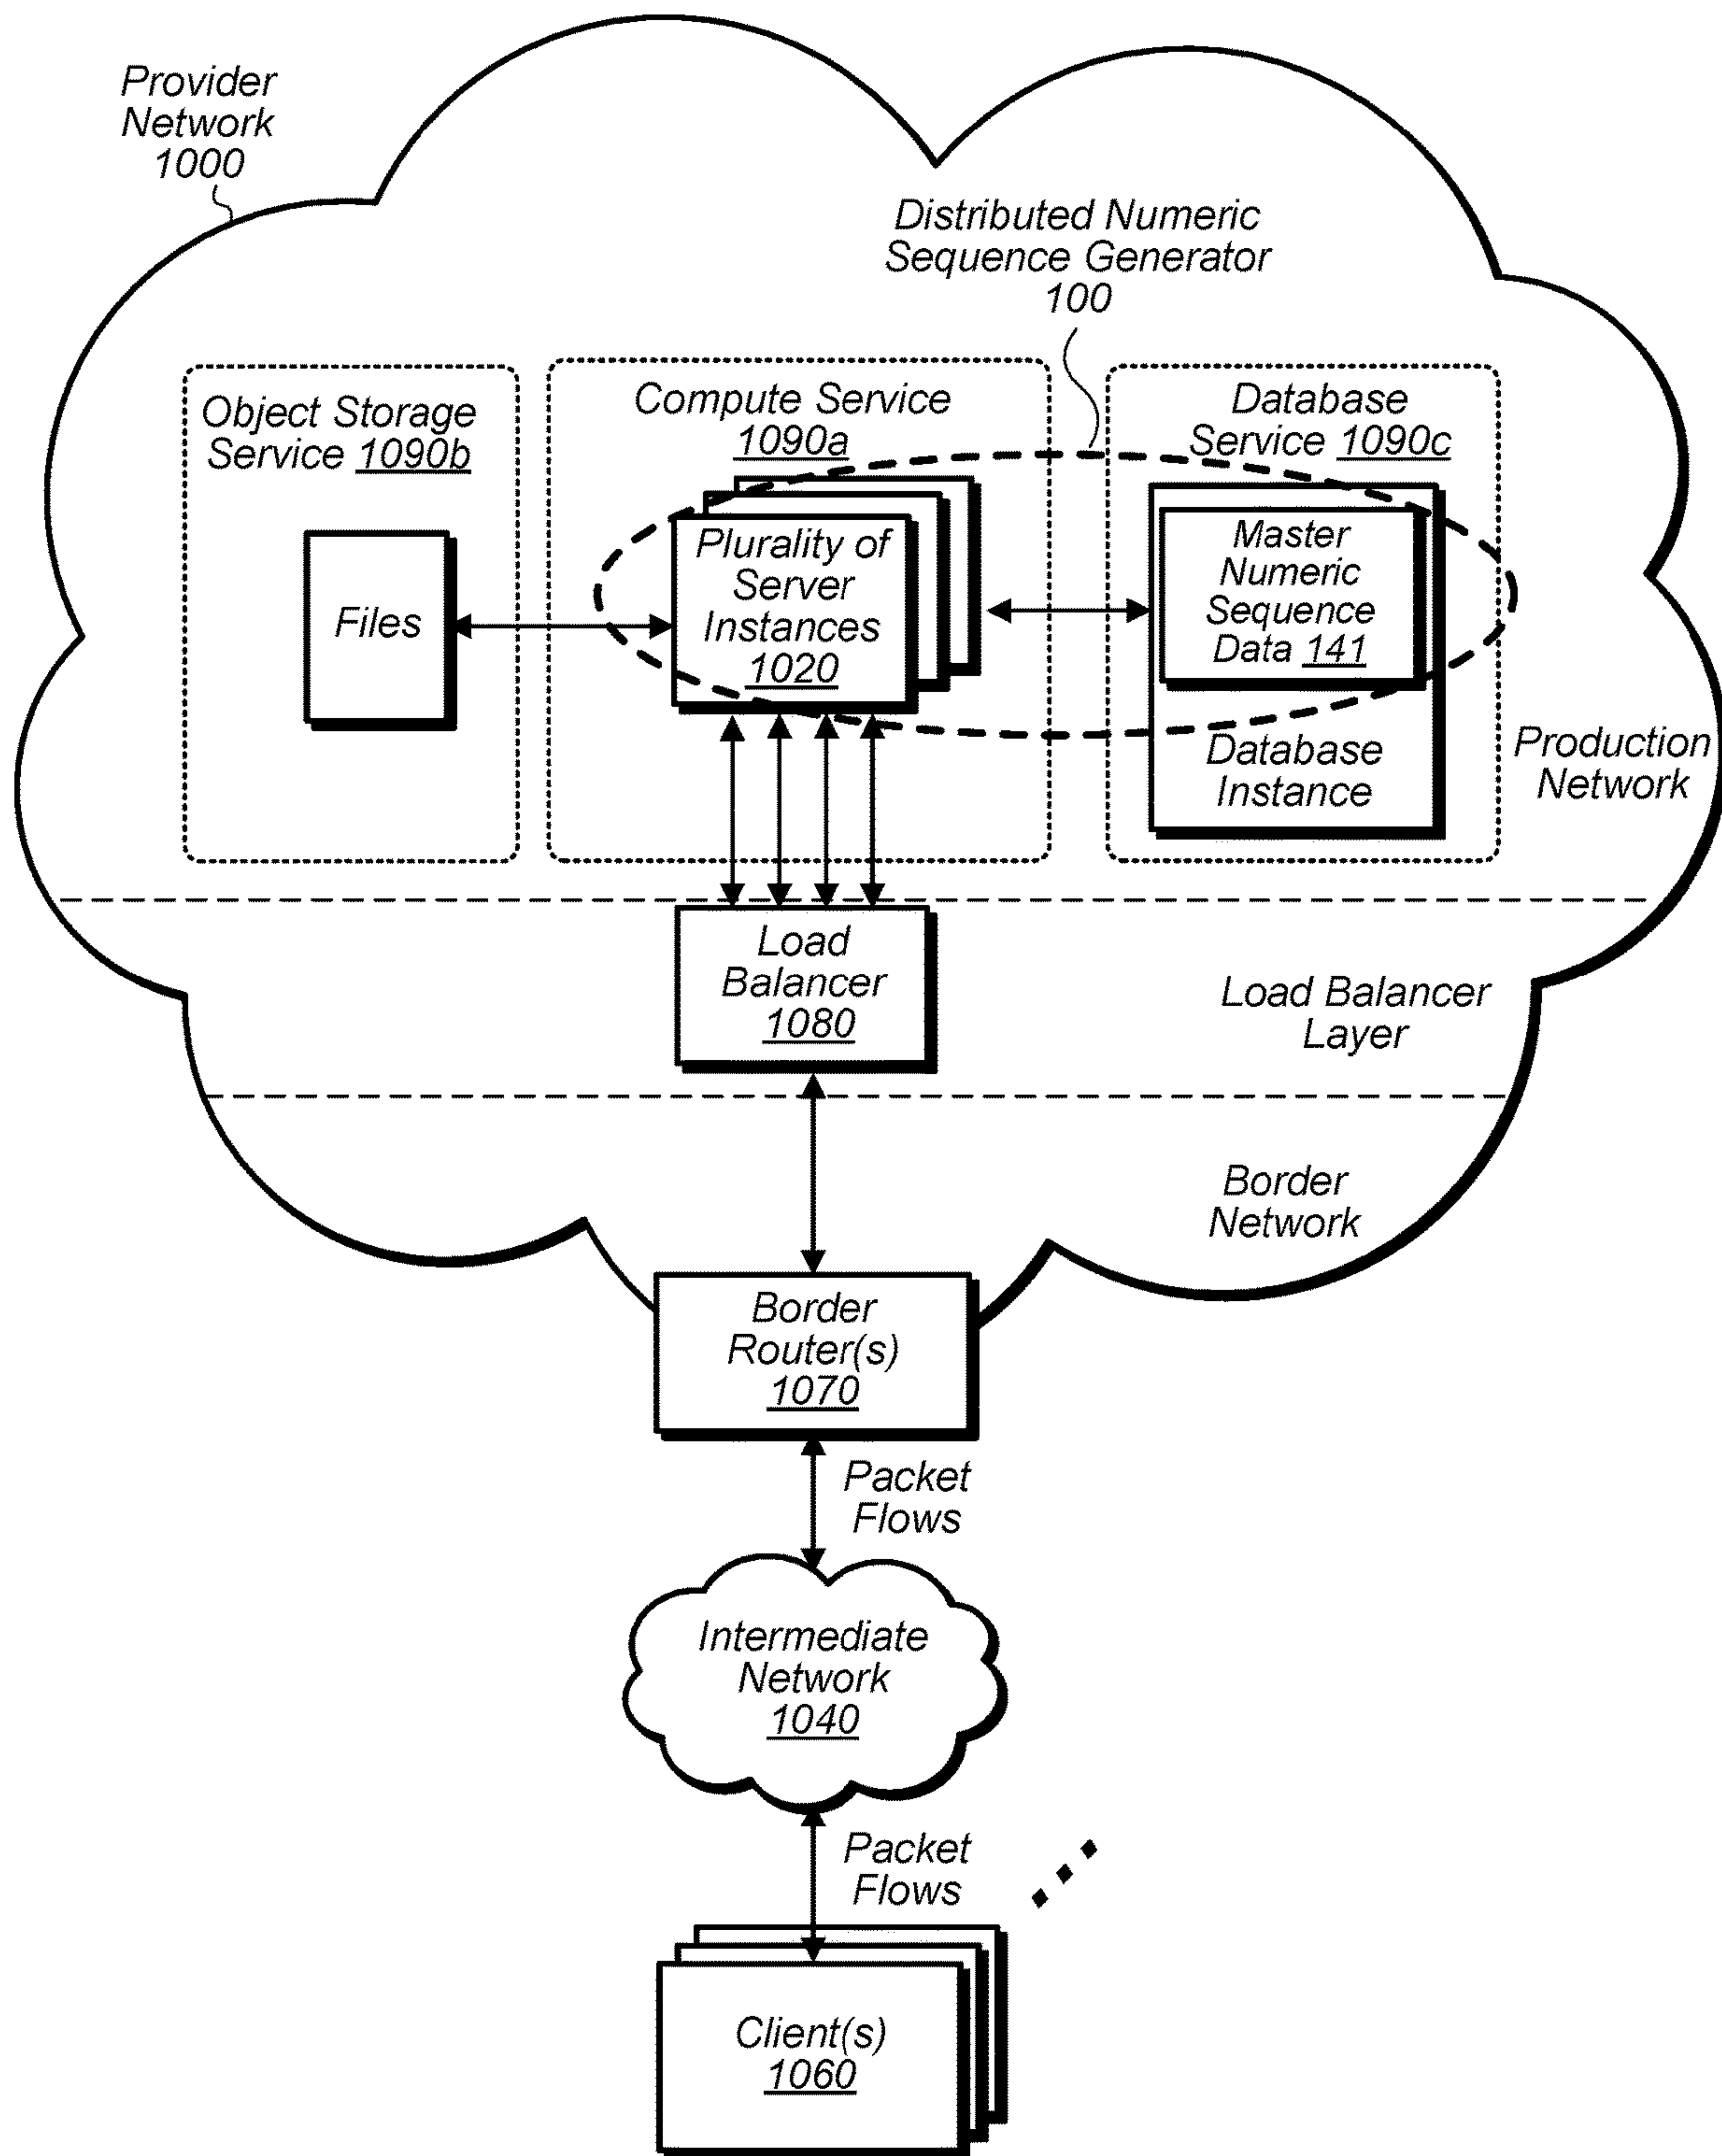 Provider
Network
1000
Distributed Numeric
Sequence Generator
100
Object Storage
Service 1090b
Files
Compute Service
1090a
Plurality of
Server
Instances
1020
Database
Service 1090c
Master
Numeric
Sequence
Data 141
Database
Instance
Production
Network
Load
Balancer
1080
Load Balancer
Layer
Border
Network
Border
Router(s)
1070
Packet
Flows
Intermediate
Network
1040
Packet
Flows
Client(s)
1060